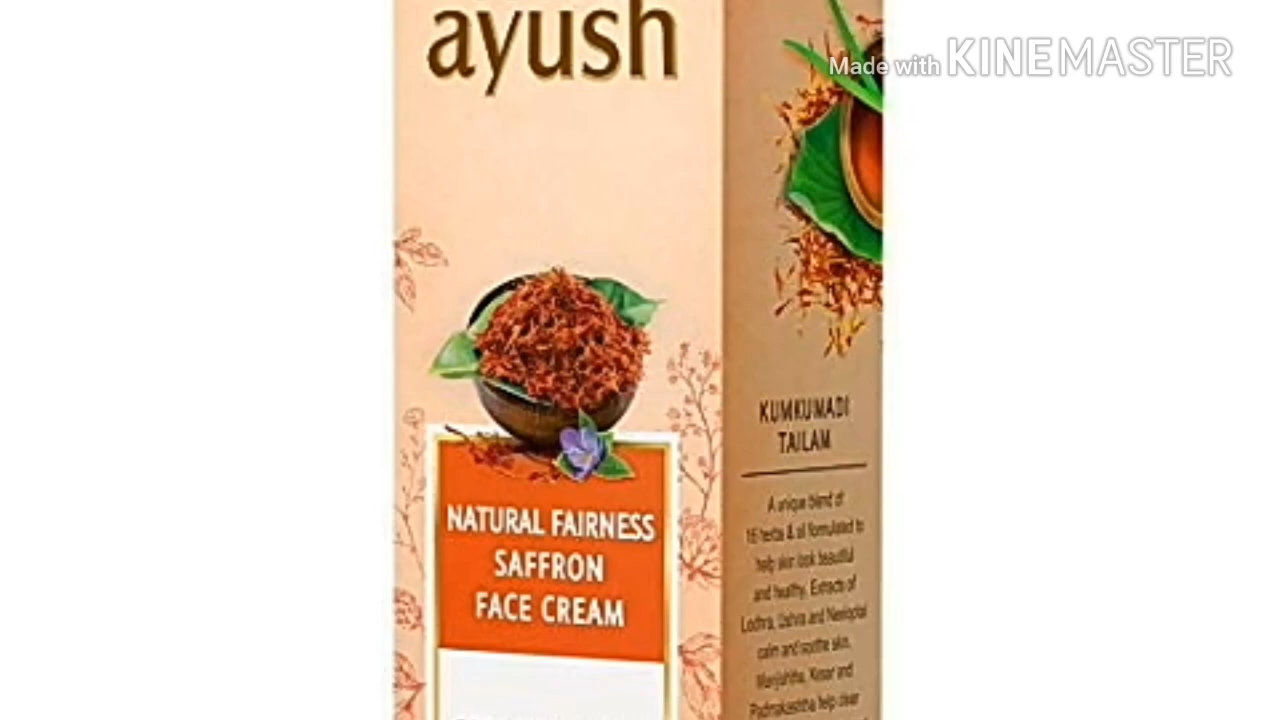 ayush
Made with KINEMASTER
NATURAL FAIRNESS
SAFFRON
FACE CREAM
KUMKUMADI
TAILAM
A unique blend of
16 herbs & oil formulated to
help skin look beautiful
and healthy. Extracts of
Lodhra, Ushira and Neelotpal
calm and soothe skin.
Manjishtha, Kesar and
Padmakashtha help clear